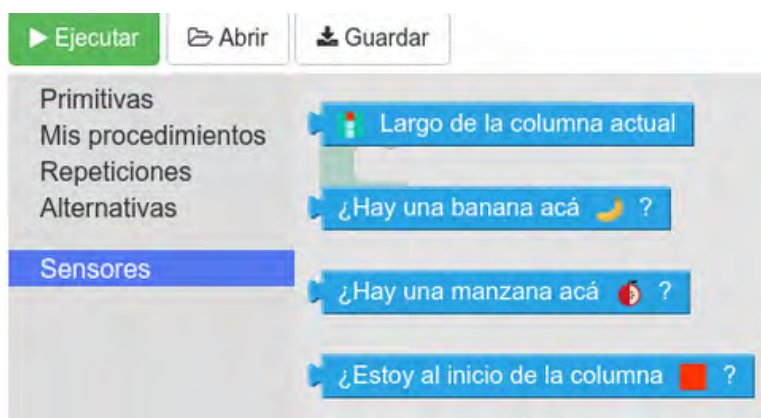 Ejecutar Abrir Guardar
Primitivas
Mis procedimientos
Repeticiones
Alternativas
Sensores
Largo de la columna actual
¿Hay una banana acá ?
¿Hay una manzana acá ?
¿Estoy al inicio de la columna ?